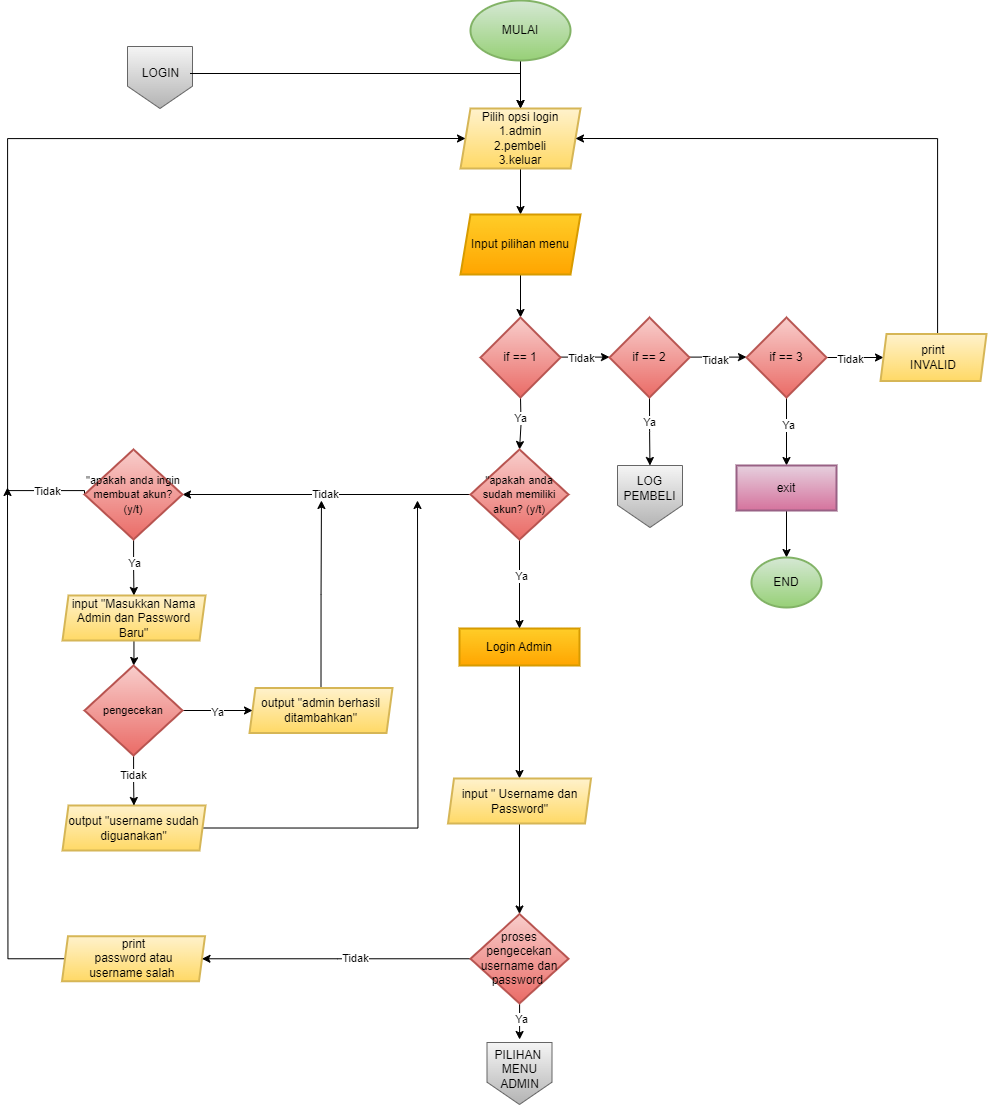 MULAI
LOGIN
Pilih opsi login
1.admin
2.pembeli
3.keluar
Input pilihan menu
if == 1
Tidak
if == 2
Tidak
if == 3
Tidak
print
INVALID
Ya
Ya
Ya
"apakah anda ingin
membuat akun?
(y/t)
Tidak
Tidak
"apakah anda
sudah memiliki
akun? (y/t)
LOG
PEMBELI
exit
Ya
Ya
END
input "Masukkan Nama
Admin dan Password
Baru"
Login Admin
pengecekan
Ya
output "admin berhasil
ditambahkan"
Tidak
output "username sudah
diguanakan"
input " Username dan
Password"
print
password atau
username salah
Tidak
proses
pengecekan
username dan
password
Ya
PILIHAN
MENU
ADMIN